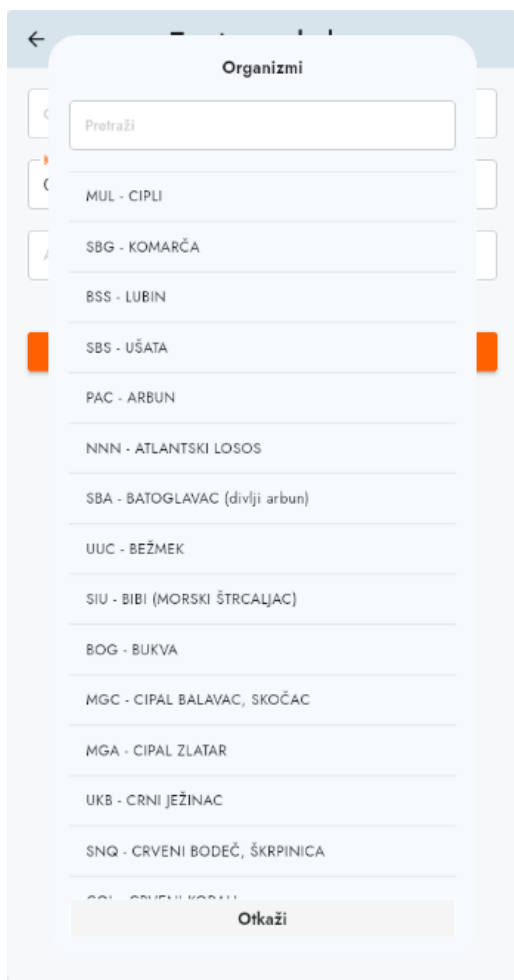 Organizmi
Pretraži
MUL - CIPLI
SBG - KOMARČA
BSS - LUBIN
SBS - UŠATA
PAC - ARBUN
NNN - ATLANTSKI LOSOS
SBA - BATOGLAVAC (divlji arbun)
UUC - BEŽMEK
SIU - BIBI (MORSKI ŠTRCALJAC)
BOG - BUKVA
MGC - CIPAL BALAVAC, SKOČAC
MGA - CIPAL ZLATAR
UKB - CRNI JEŽINAC
SNQ - CRVENI BODEČ, ŠKRPINICA
Otkaži